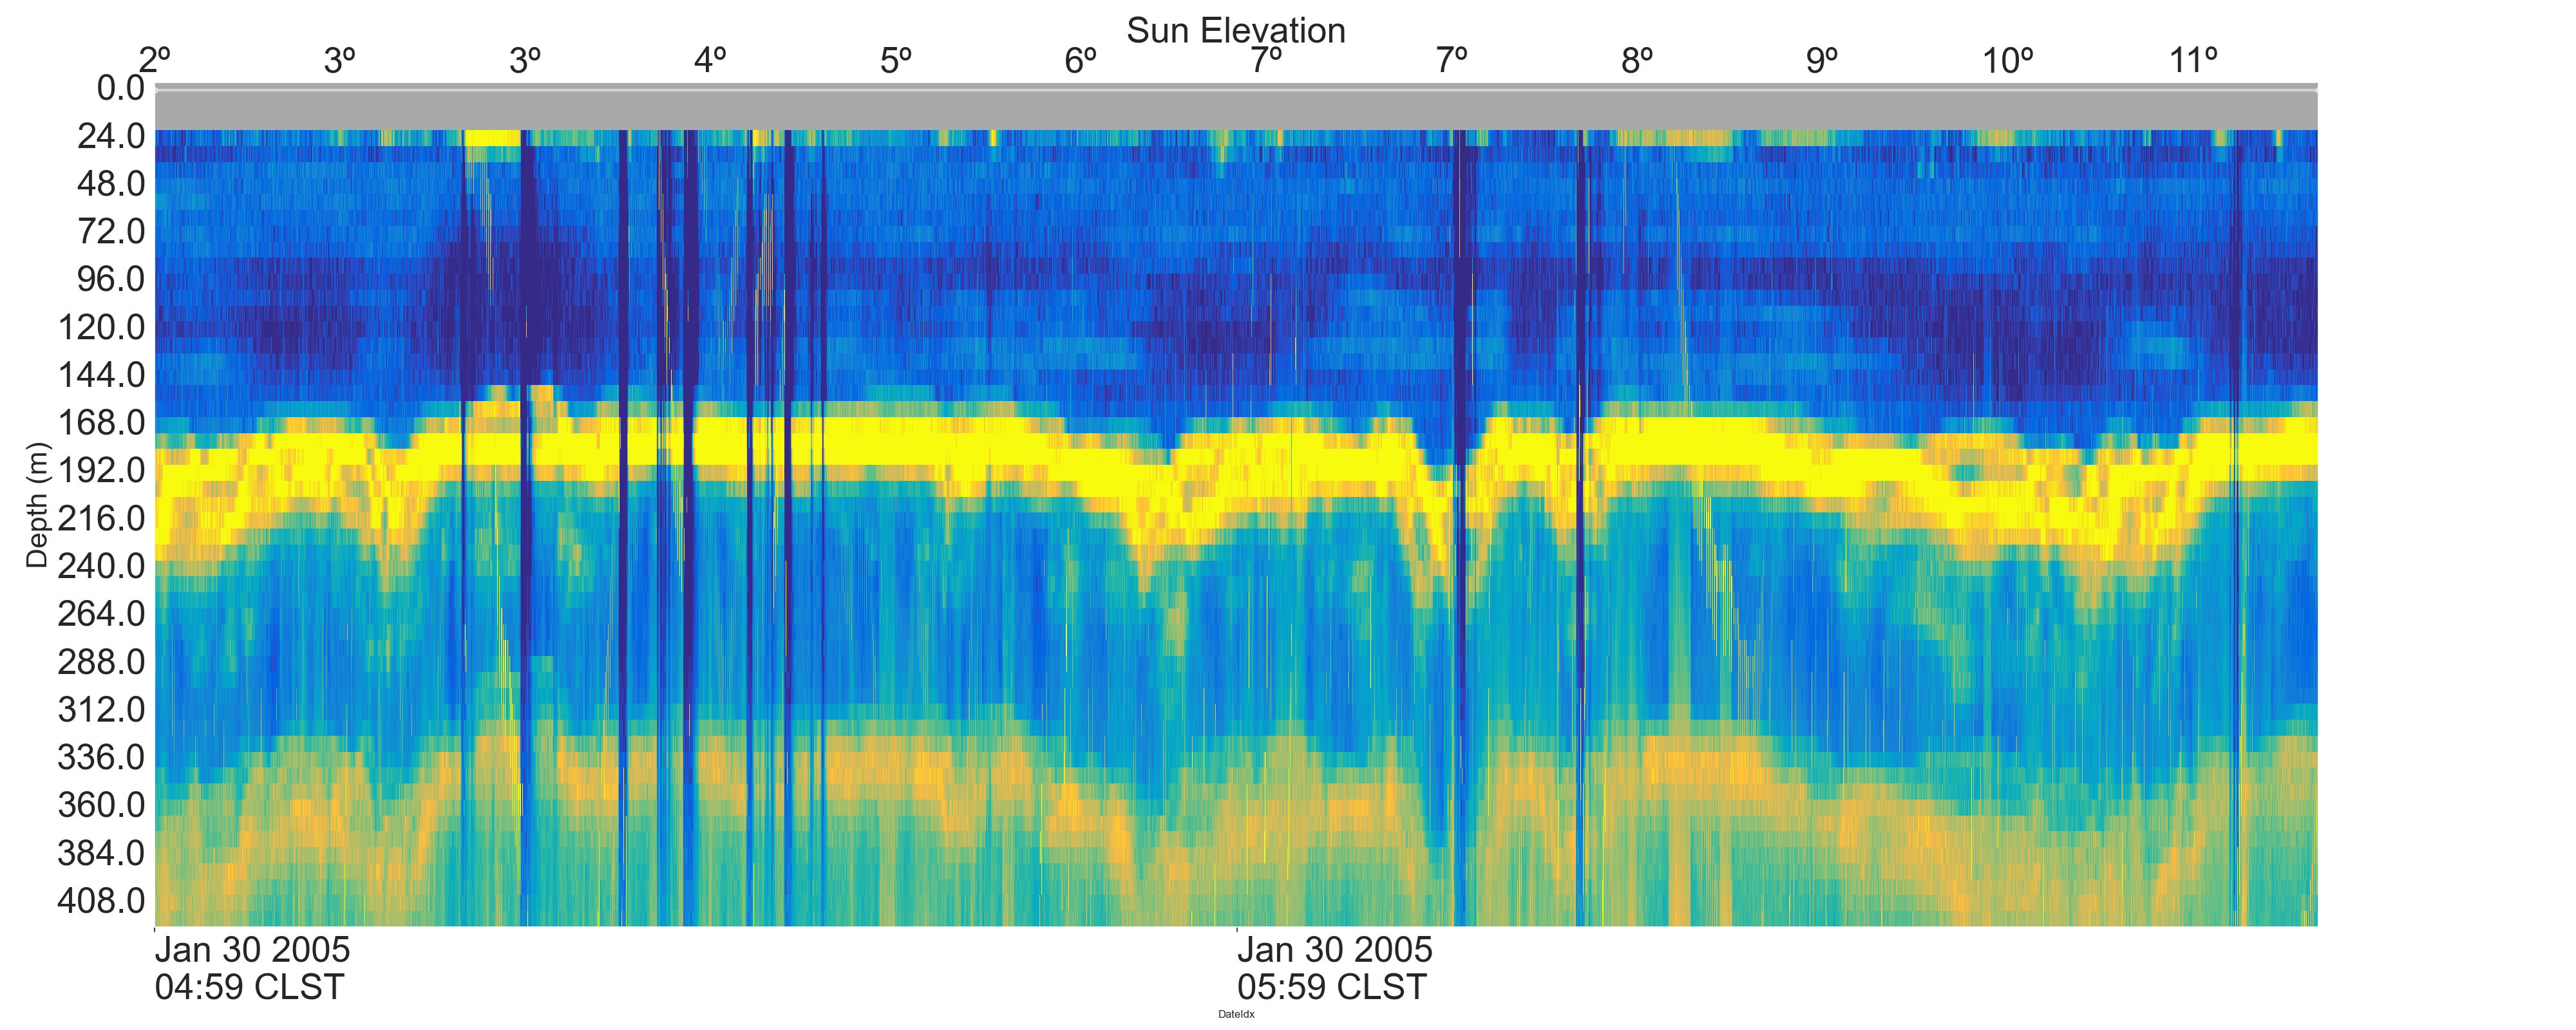 Sun Elevation
2º 3º 3º 4º 5º 6º 7º 7º 8º 9º 10º 11º
0.0
24.0
48.0
72.0
96.0
120.0
144.0
168.0
192.0
216.0
240.0
264.0
288.0
312.0
336.0
360.0
384.0
408.0
Depth (m)
Jan 30 2005
04:59 CLST
Jan 30 2005
05:59 CLST
DateIdx